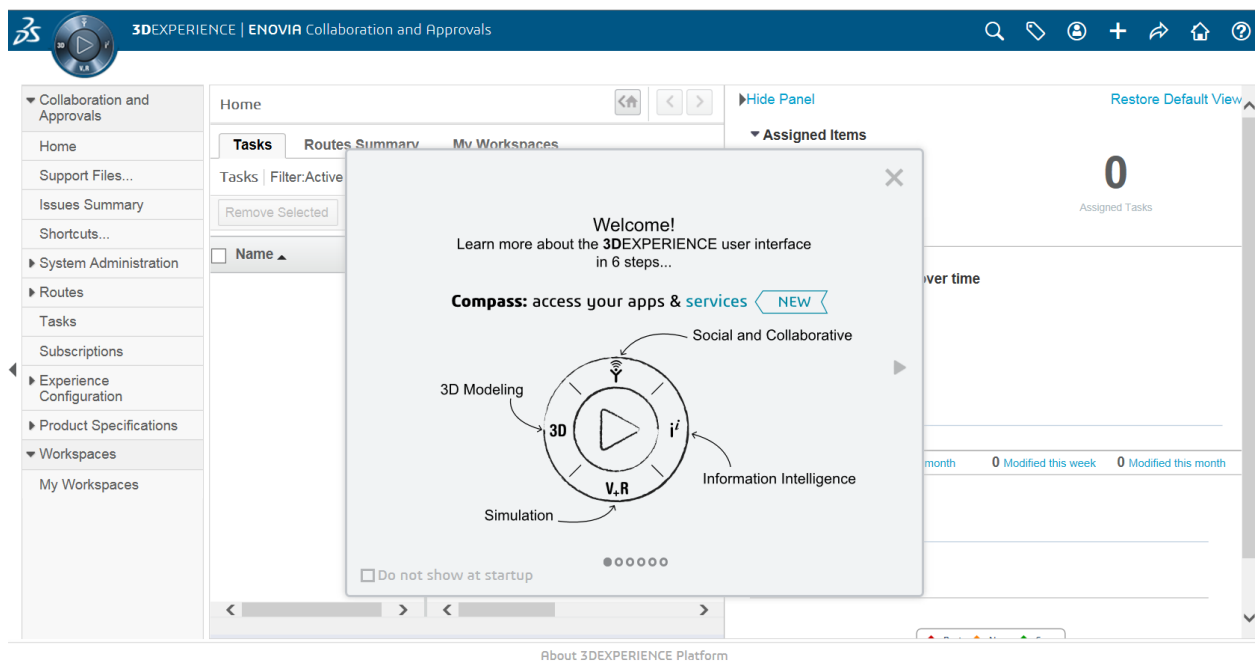 3DEXPERIENCE | ENOVIA Collaboration and Approvals
3D
i′
V.R
Collaboration and
Approvals
Home
Support Files...
Issues Summary
Shortcuts...
System Administration
Routes
Tasks
Subscriptions
Experience
Configuration
Product Specifications
Workspaces
My Workspaces
Home
Tasks Routes Summary My Workspaces
Tasks | Filter:Active
Remove Selected
Name
Hide Panel
Restore Default View
Assigned Items
0
Assigned Tasks
over time
month 0 Modified this week 0 Modified this month
Welcome!
Learn more about the 3DEXPERIENCE user interface
in 6 steps...
Compass: access your apps & services NEW
Social and Collaborative
3D Modeling
3D
iⁱ
V+R
Information Intelligence
Simulation
Do not show at startup
About 3DEXPERIENCE Platform